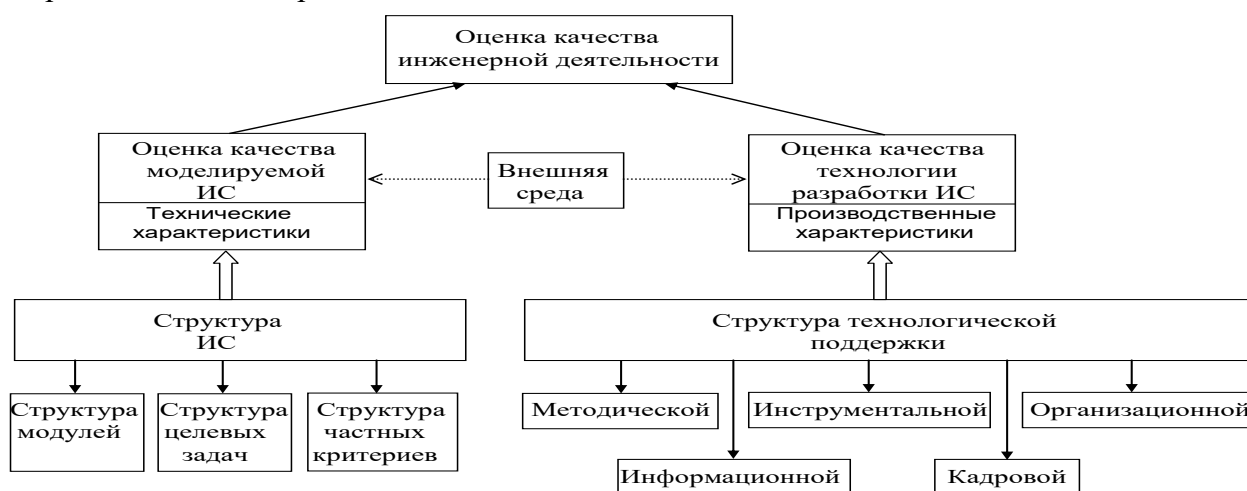 Оценка качества
инженерной деятельности
Оценка качества
моделируемой
ИС
Технические
характеристики
Внешняя
среда
Оценка качества
технологии
разработки ИС
Производственные
характеристики
Структура
ИС
Структура технологической
поддержки
Структура
модулей
Структура
целевых
задач
Структура
частных
критериев
Методической
Инструментальной
Организационной
Информационной
Кадровой